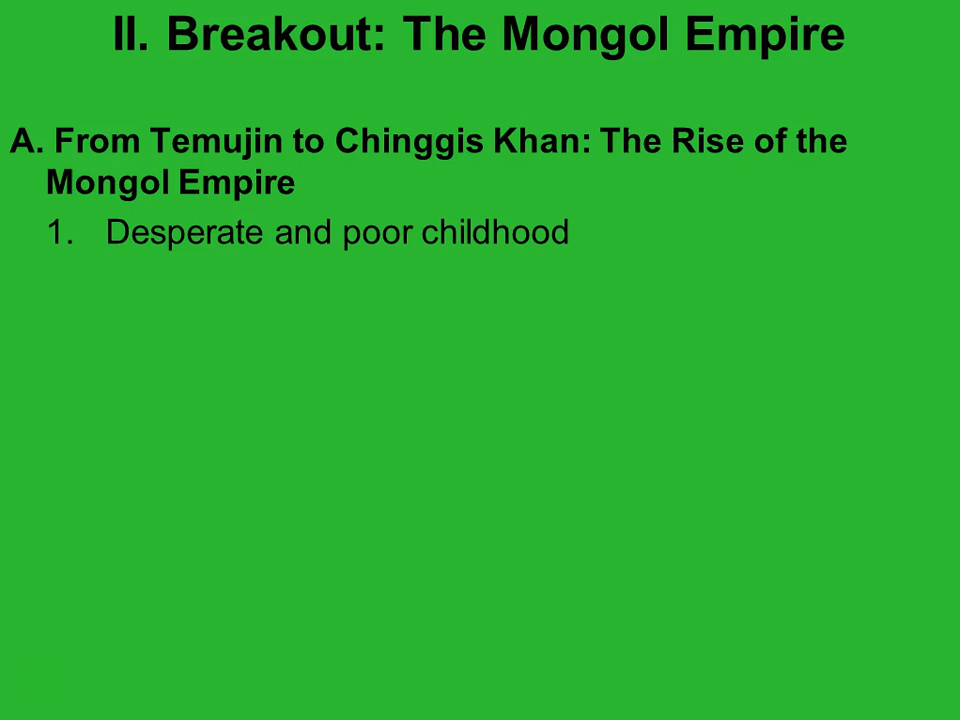 II. Breakout: The Mongol Empire
A. From Temujin to Chinggis Khan: The Rise of the
Mongol Empire
1. Desperate and poor childhood